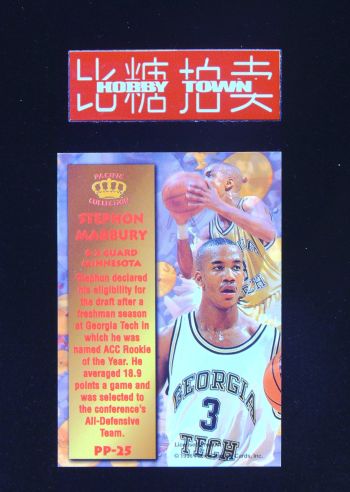 比糖拍卖
HOBBY TOWN
PACIFIC
COLLECTION
STEPHON
MARBURY
6-2 GUARD
MINNESOTA
Stephon declared
his eligibility for
the draft after a
freshman season
at Georgia Tech in
which he was
named ACC Rookie
of the Year. He
averaged 18.9
points a game and
was selected to
the conference's
All-Defensive
Team.
PP-25
GEORGIA
3
TECH
Cards, Inc.